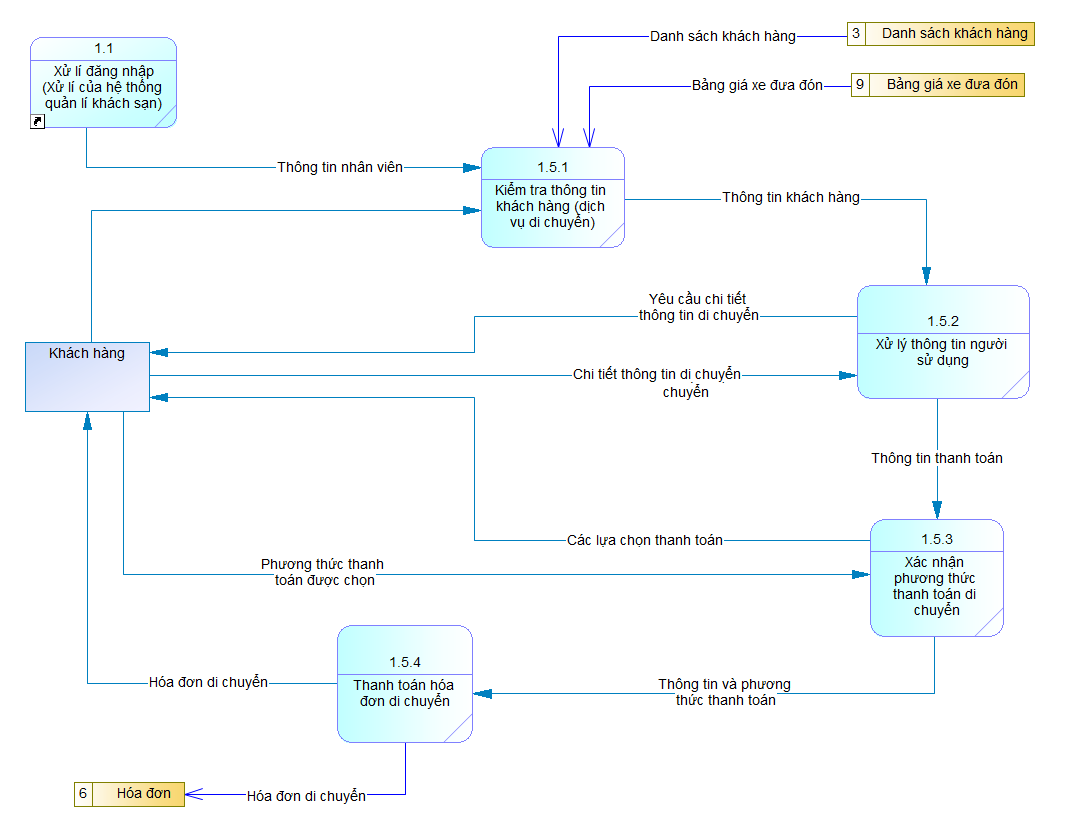 1.1
Xử lí đăng nhập
(Xử lí của hệ thống
quản lí khách sạn)
Danh sách khách hàng
3 Danh sách khách hàng
Bảng giá xe đưa đón
9 Bảng giá xe đưa đón
Thông tin nhân viên
1.5.1
Kiểm tra thông tin
khách hàng (dịch
vụ di chuyển)
Thông tin khách hàng
Yêu cầu chi tiết
thông tin di chuyển
1.5.2
Xử lý thông tin người
sử dụng
Khách hàng
Chi tiết thông tin di chuyển
chuyển
Thông tin thanh toán
Các lựa chọn thanh toán
1.5.3
Xác nhận
phương thức
thanh toán di
chuyển
Phương thức thanh
toán được chọn
1.5.4
Thanh toán hóa
đơn di chuyển
Hóa đơn di chuyển
Thông tin và phương
thức thanh toán
6 Hóa đơn
Hóa đơn di chuyển